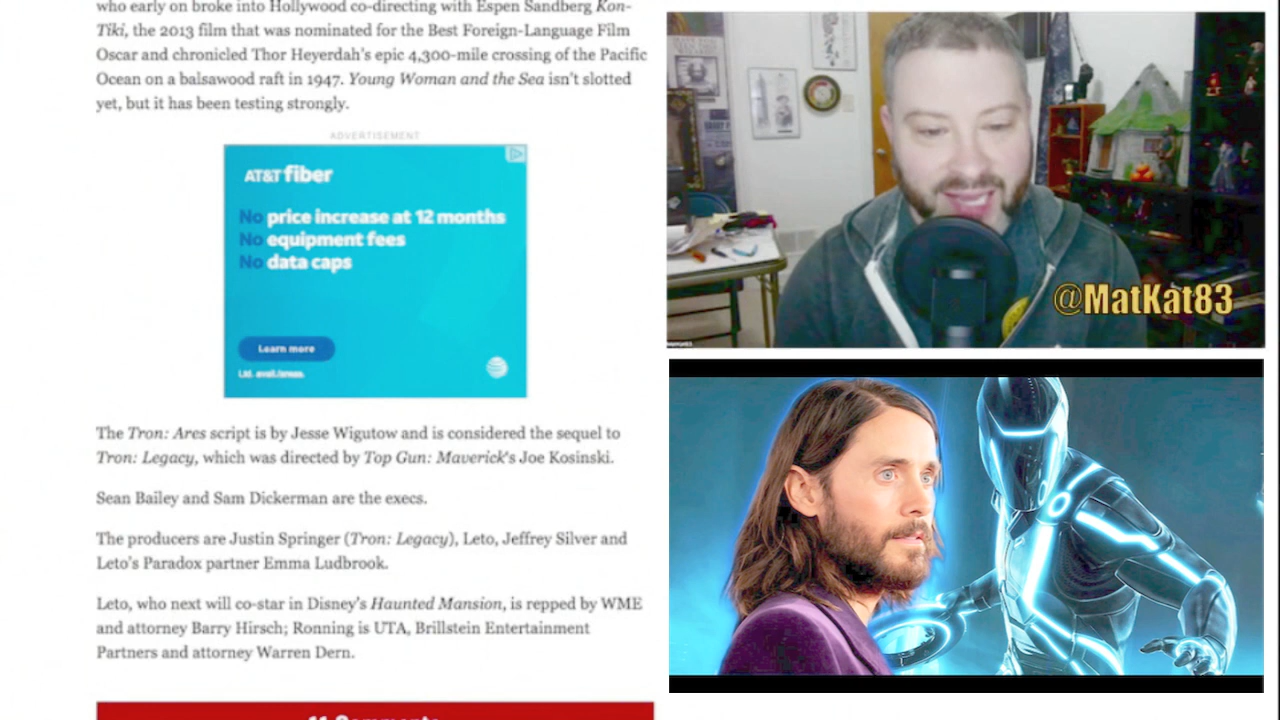 who early on broke into Hollywood co-directing with Espen Sandberg Kon-
Tiki, the 2013 film that was nominated for the Best Foreign-Language Film
Oscar and chronicled Thor Heyerdah's epic 4,300-mile crossing of the Pacific
Ocean on a balsawood raft in 1947. Young Woman and the Sea isn't slotted
yet, but it has been testing strongly.
ADVERTISEMENT
AT&T fiber
No price increase at 12 months
No equipment fees
No data caps
Learn more
Ltd. avail./areas.
The Tron: Ares script is by Jesse Wigutow and is considered the sequel to
Tron: Legacy, which was directed by Top Gun: Maverick's Joe Kosinski.
Sean Bailey and Sam Dickerman are the execs.
The producers are Justin Springer (Tron: Legacy), Leto, Jeffrey Silver and
Leto's Paradox partner Emma Ludbrook.
Leto, who next will co-star in Disney's Haunted Mansion, is repped by WME
and attorney Barry Hirsch; Ronning is UTA, Brillstein Entertainment
Partners and attorney Warren Dern.
@MatKat83